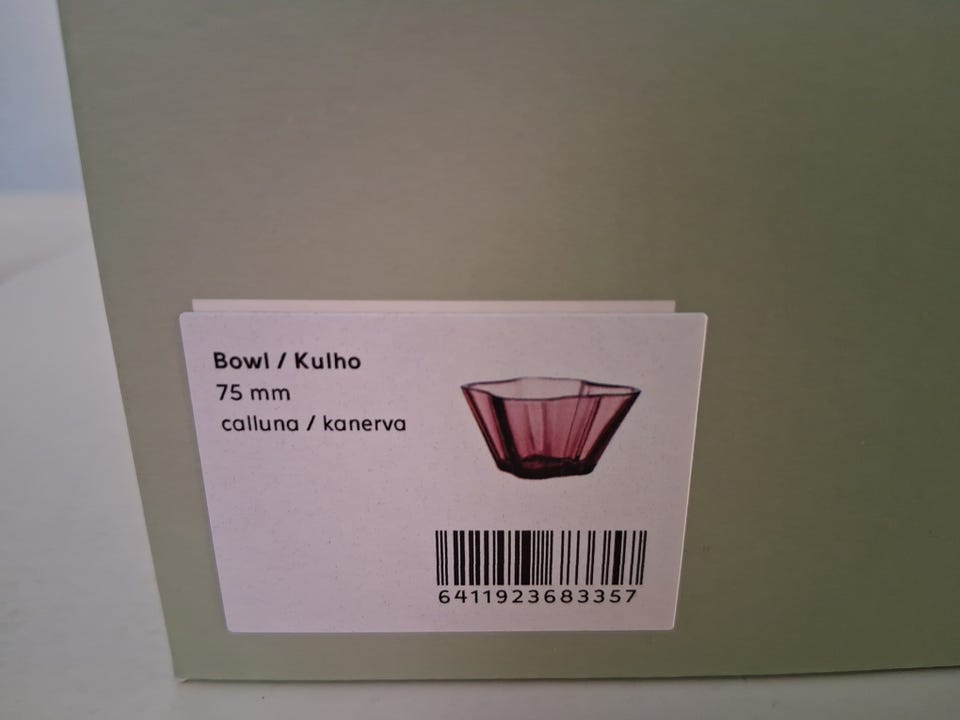 Bowl / Kulho
75 mm
calluna / kanerva
6411923683357